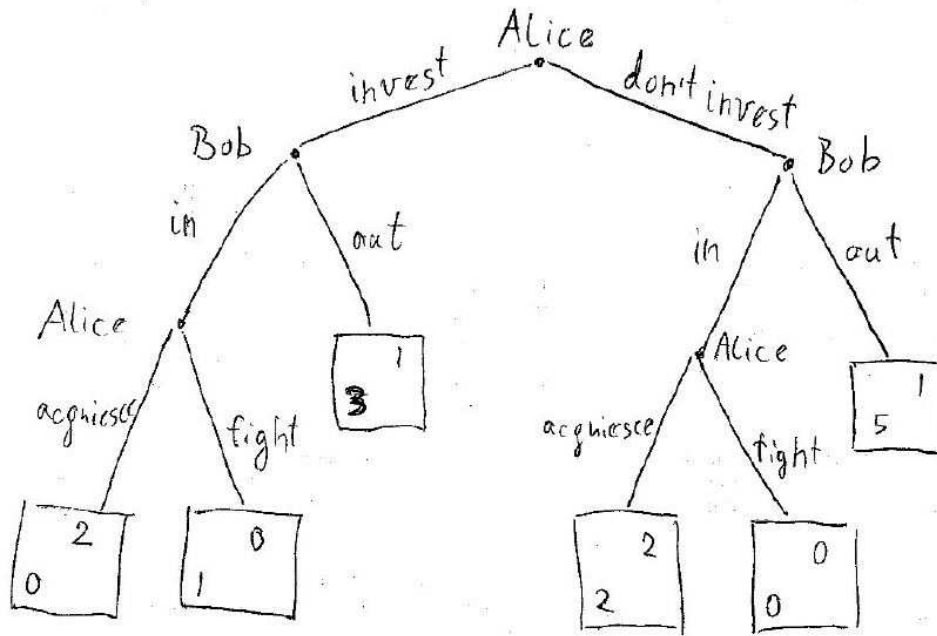 Alice
invest don't invest
Bob Bob
in out in out
Alice Alice
1
3
1
5
acquiesce fight acquiesce fight
2 0 2 0
0 1 2 0